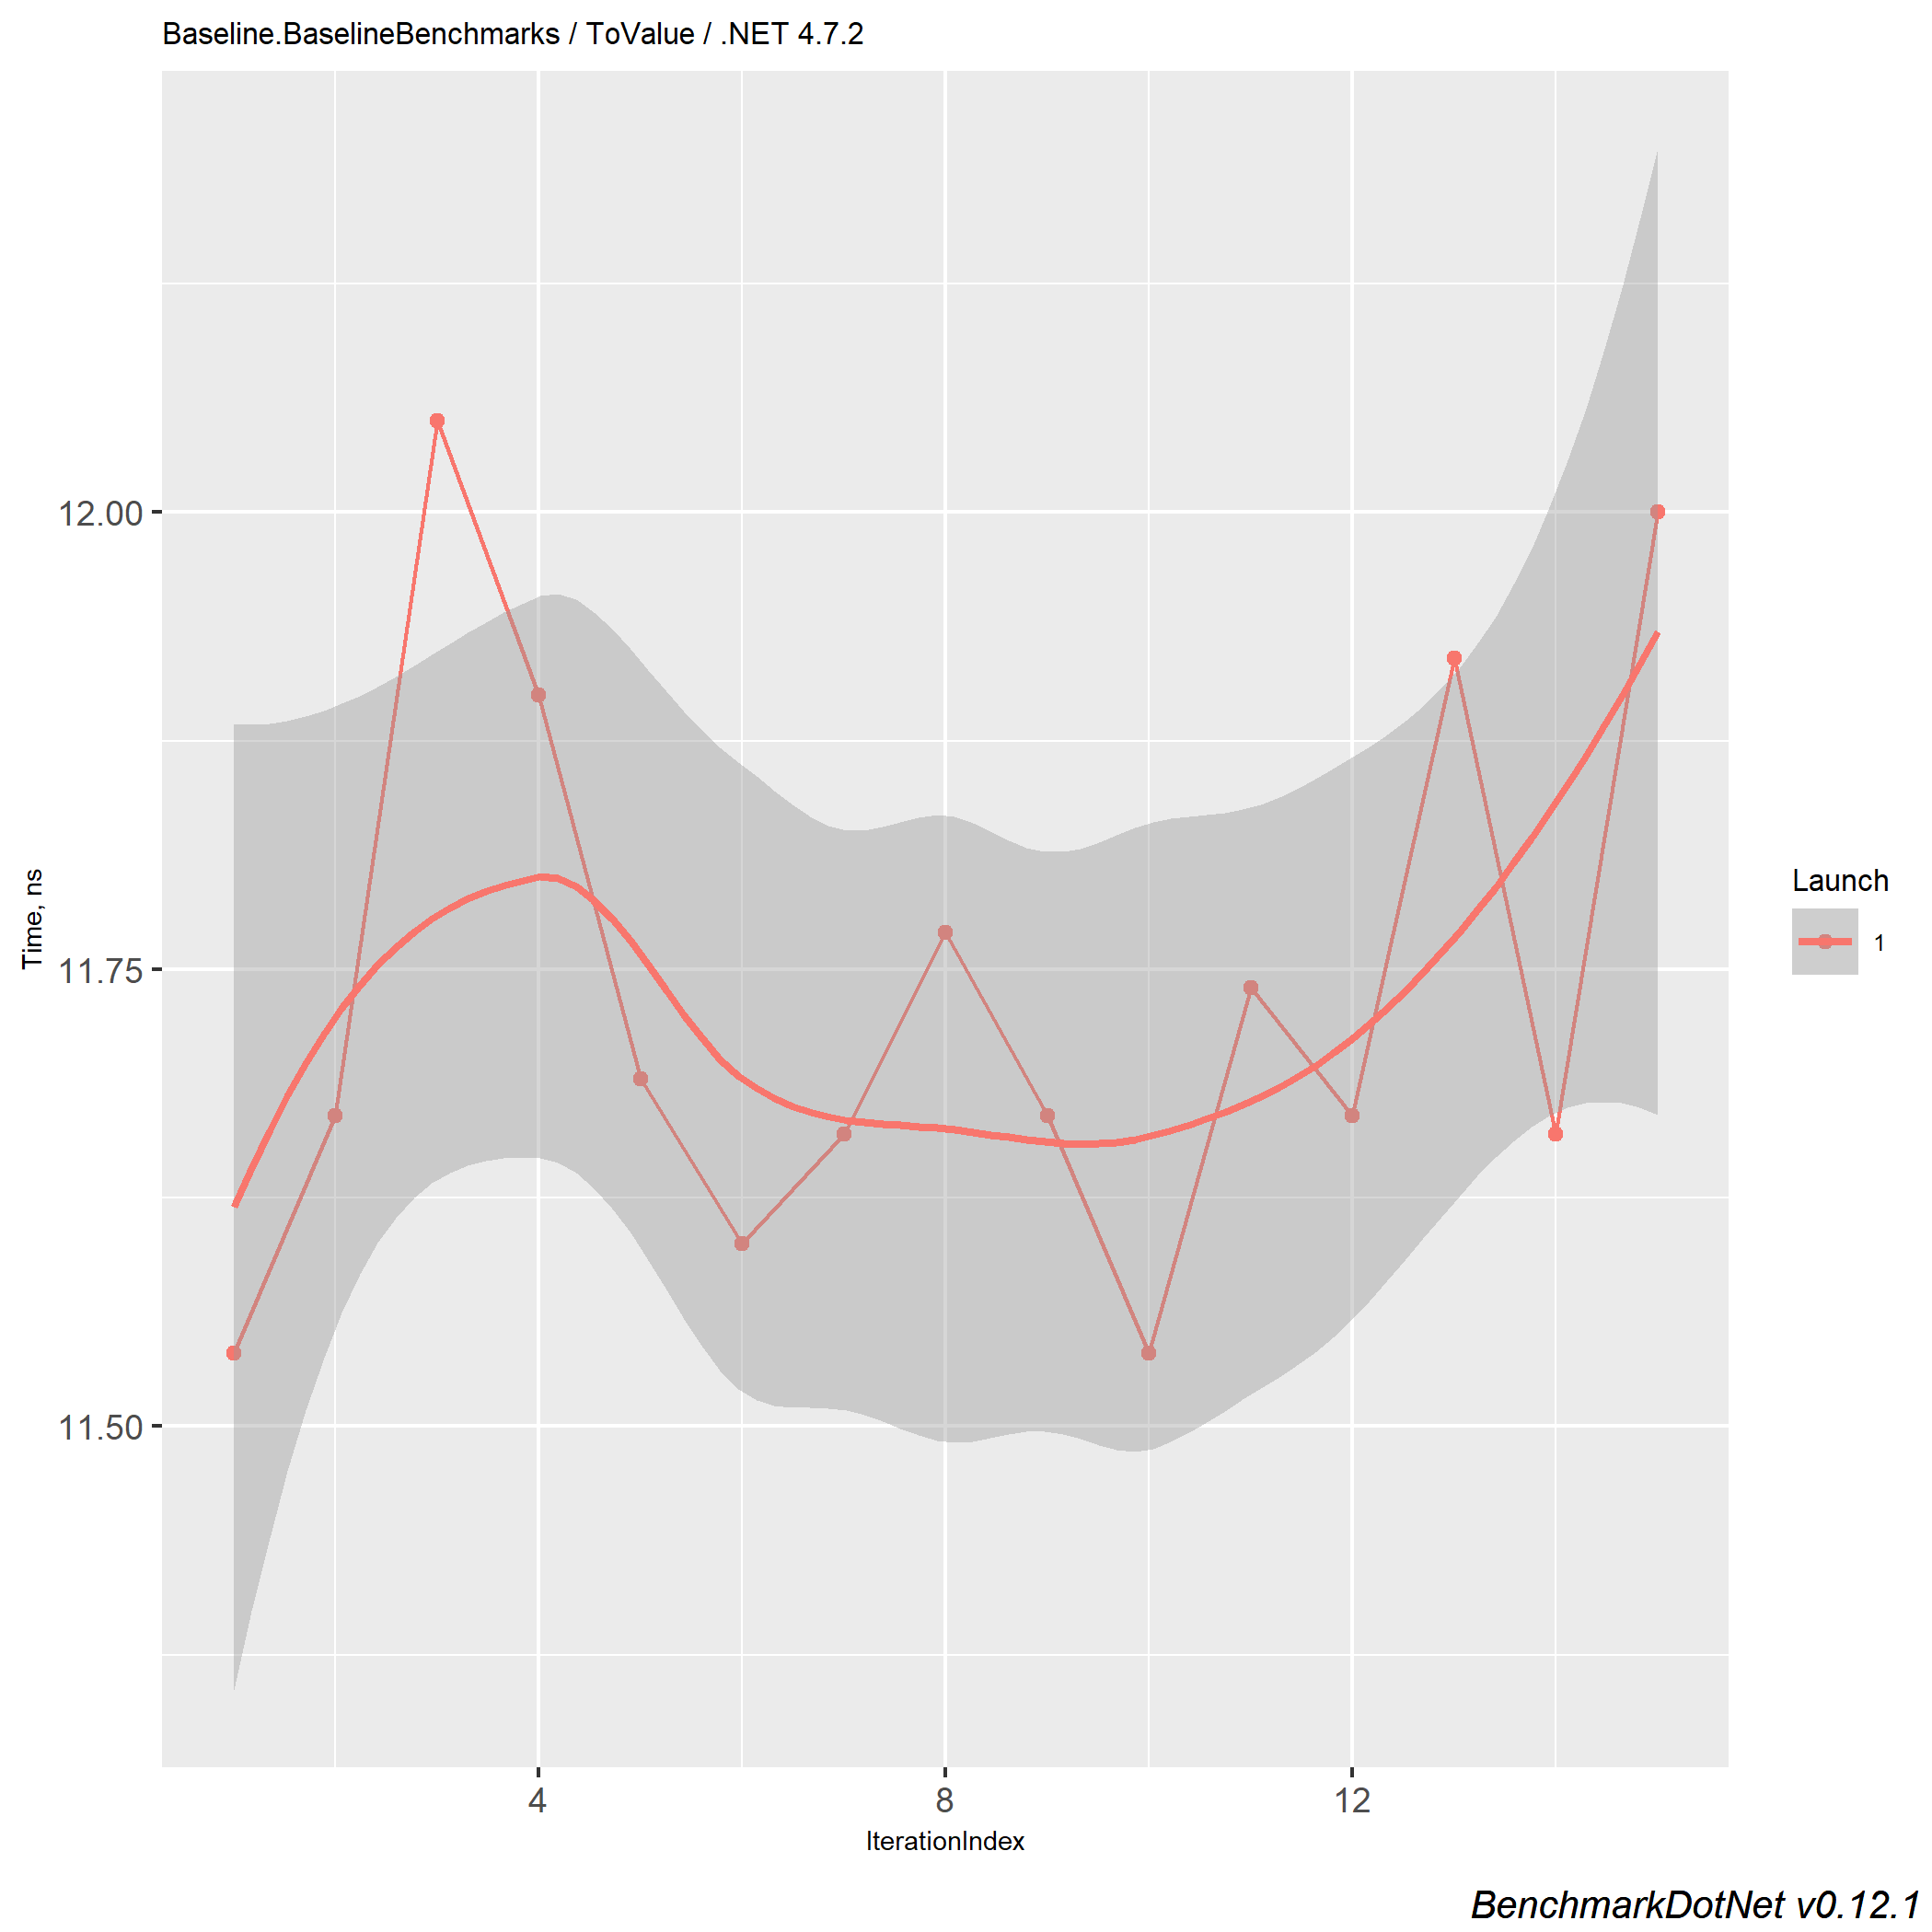 Baseline.BaselineBenchmarks / ToValue / .NET 4.7.2
Time, ns
12.00
11.75
11.50
4 8 12
IterationIndex
Launch
1
BenchmarkDotNet v0.12.1